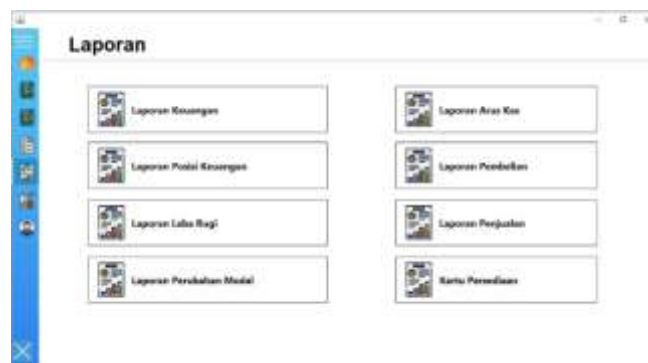 Laporan
Laporan Keuangan
Laporan Arus Kas
Laporan Posisi Keuangan
Laporan Pembelian
Laporan Laba Rugi
Laporan Penjualan
Laporan Perubahan Modal
Kartu Persediaan